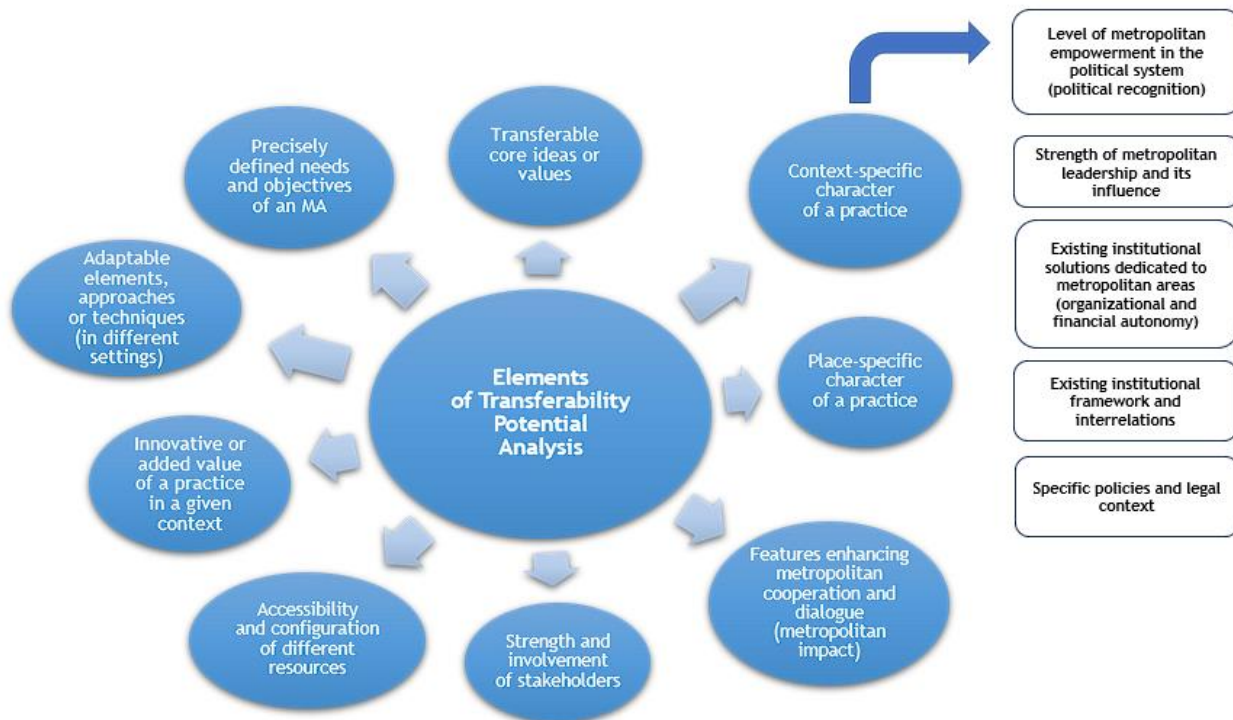 Elements
of Transferability
Potential
Analysis
Transferable
core ideas or
values
Context-specific
character
of a practice
Level of metropolitan
empowerment in the
political system
(political recognition)
Strength of metropolitan
leadership and its
influence
Existing institutional
solutions dedicated to
metropolitan areas
(organizational and
financial autonomy)
Existing institutional
framework and
interrelations
Specific policies and legal
context
Place-specific
character
of a practice
Features enhancing
metropolitan
cooperation and
dialogue
(metropolitan
impact)
Strength and
involvement
of stakeholders
Accessibility
and configuration
of different
resources
Innovative or
added value
of a practice
in a given
context
Adaptable
elements,
approaches
or techniques
(in different
settings)
Precisely
defined needs
and objectives
of an MA